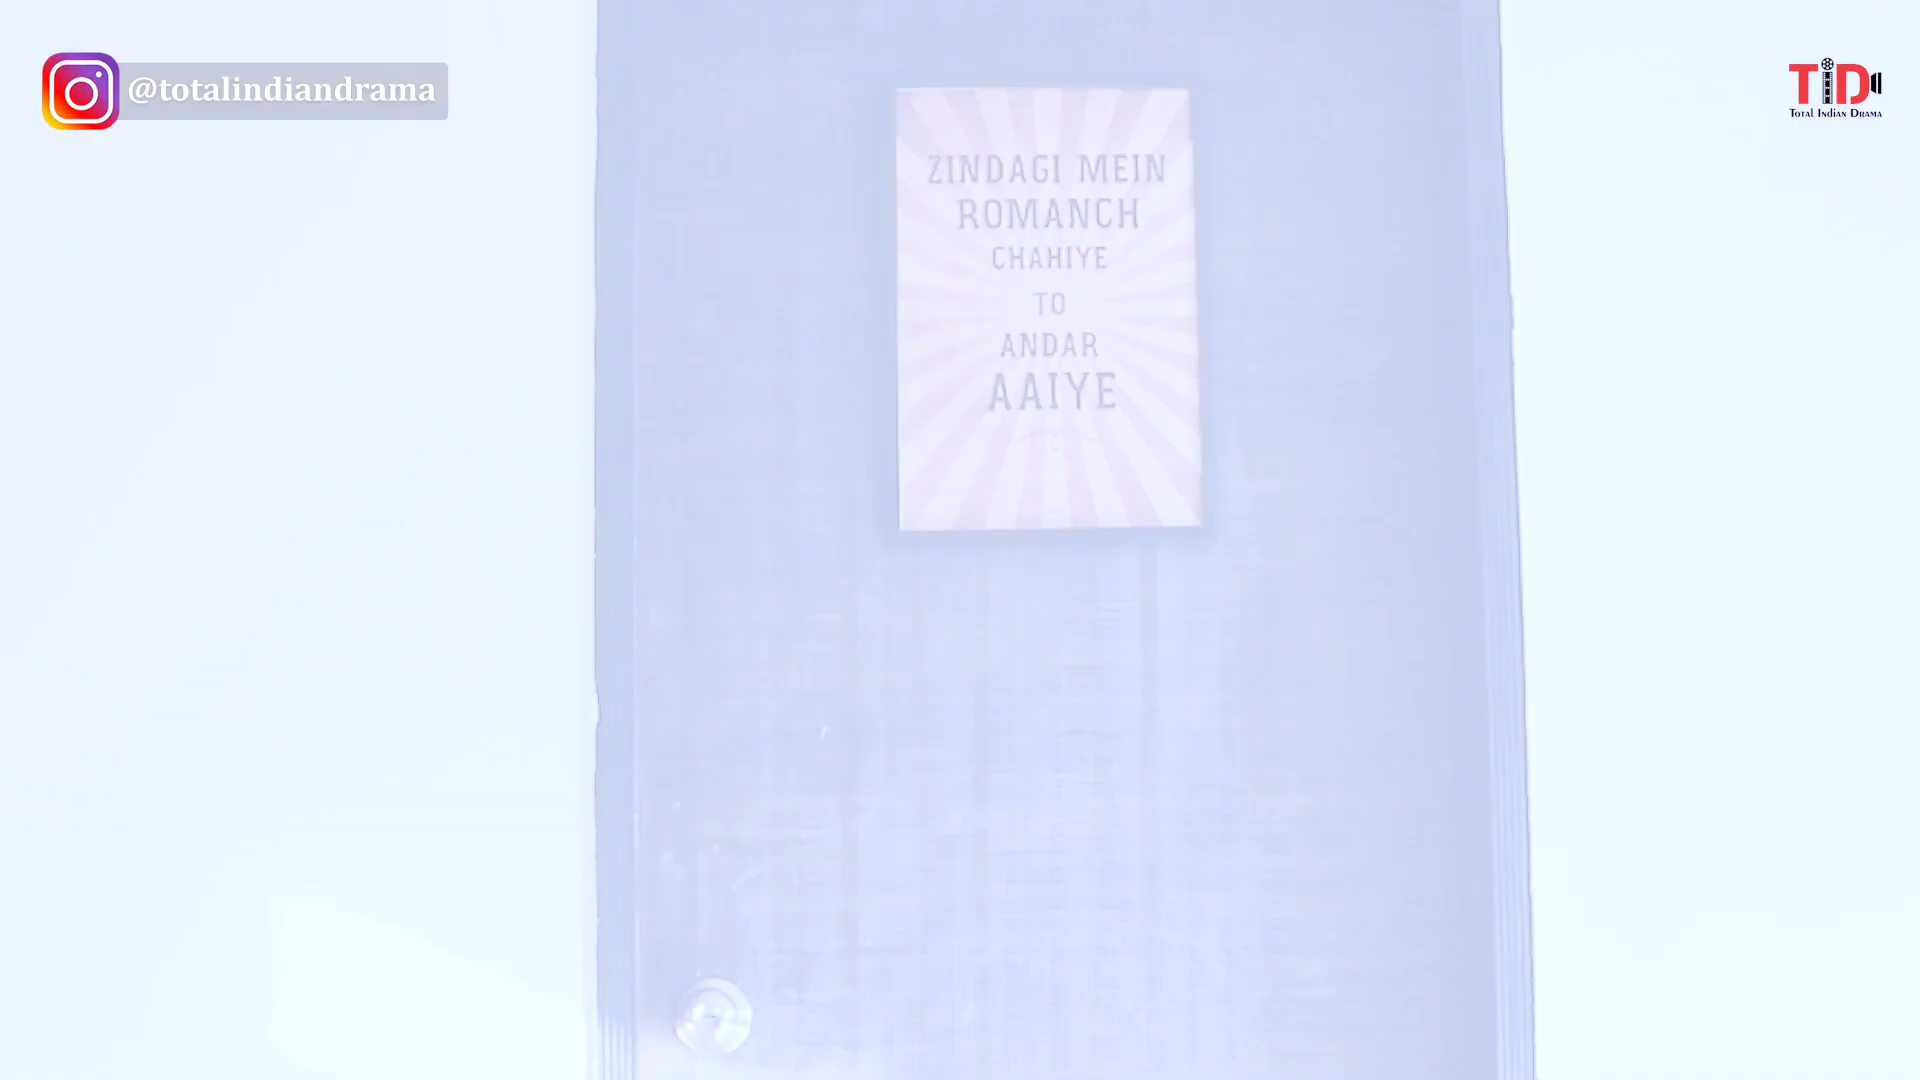 @totalindiandrama
TID
TOTAL INDIAN DRAMA
ZINDAGI MEIN
ROMANCH
CHAHIYE
TO
ANDAR
AAIYE